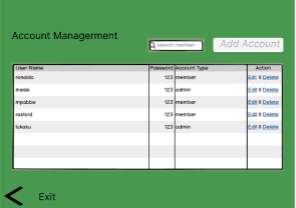 Account Management
search member
Add Account
User Name Password Account Type Action
ronaldo 123 member Edit || Delete
messi 123 admin Edit || Delete
mpabbe 123 member Edit || Delete
rasford 123 member Edit || Delete
lukaku 123 admin Edit || Delete
Exit